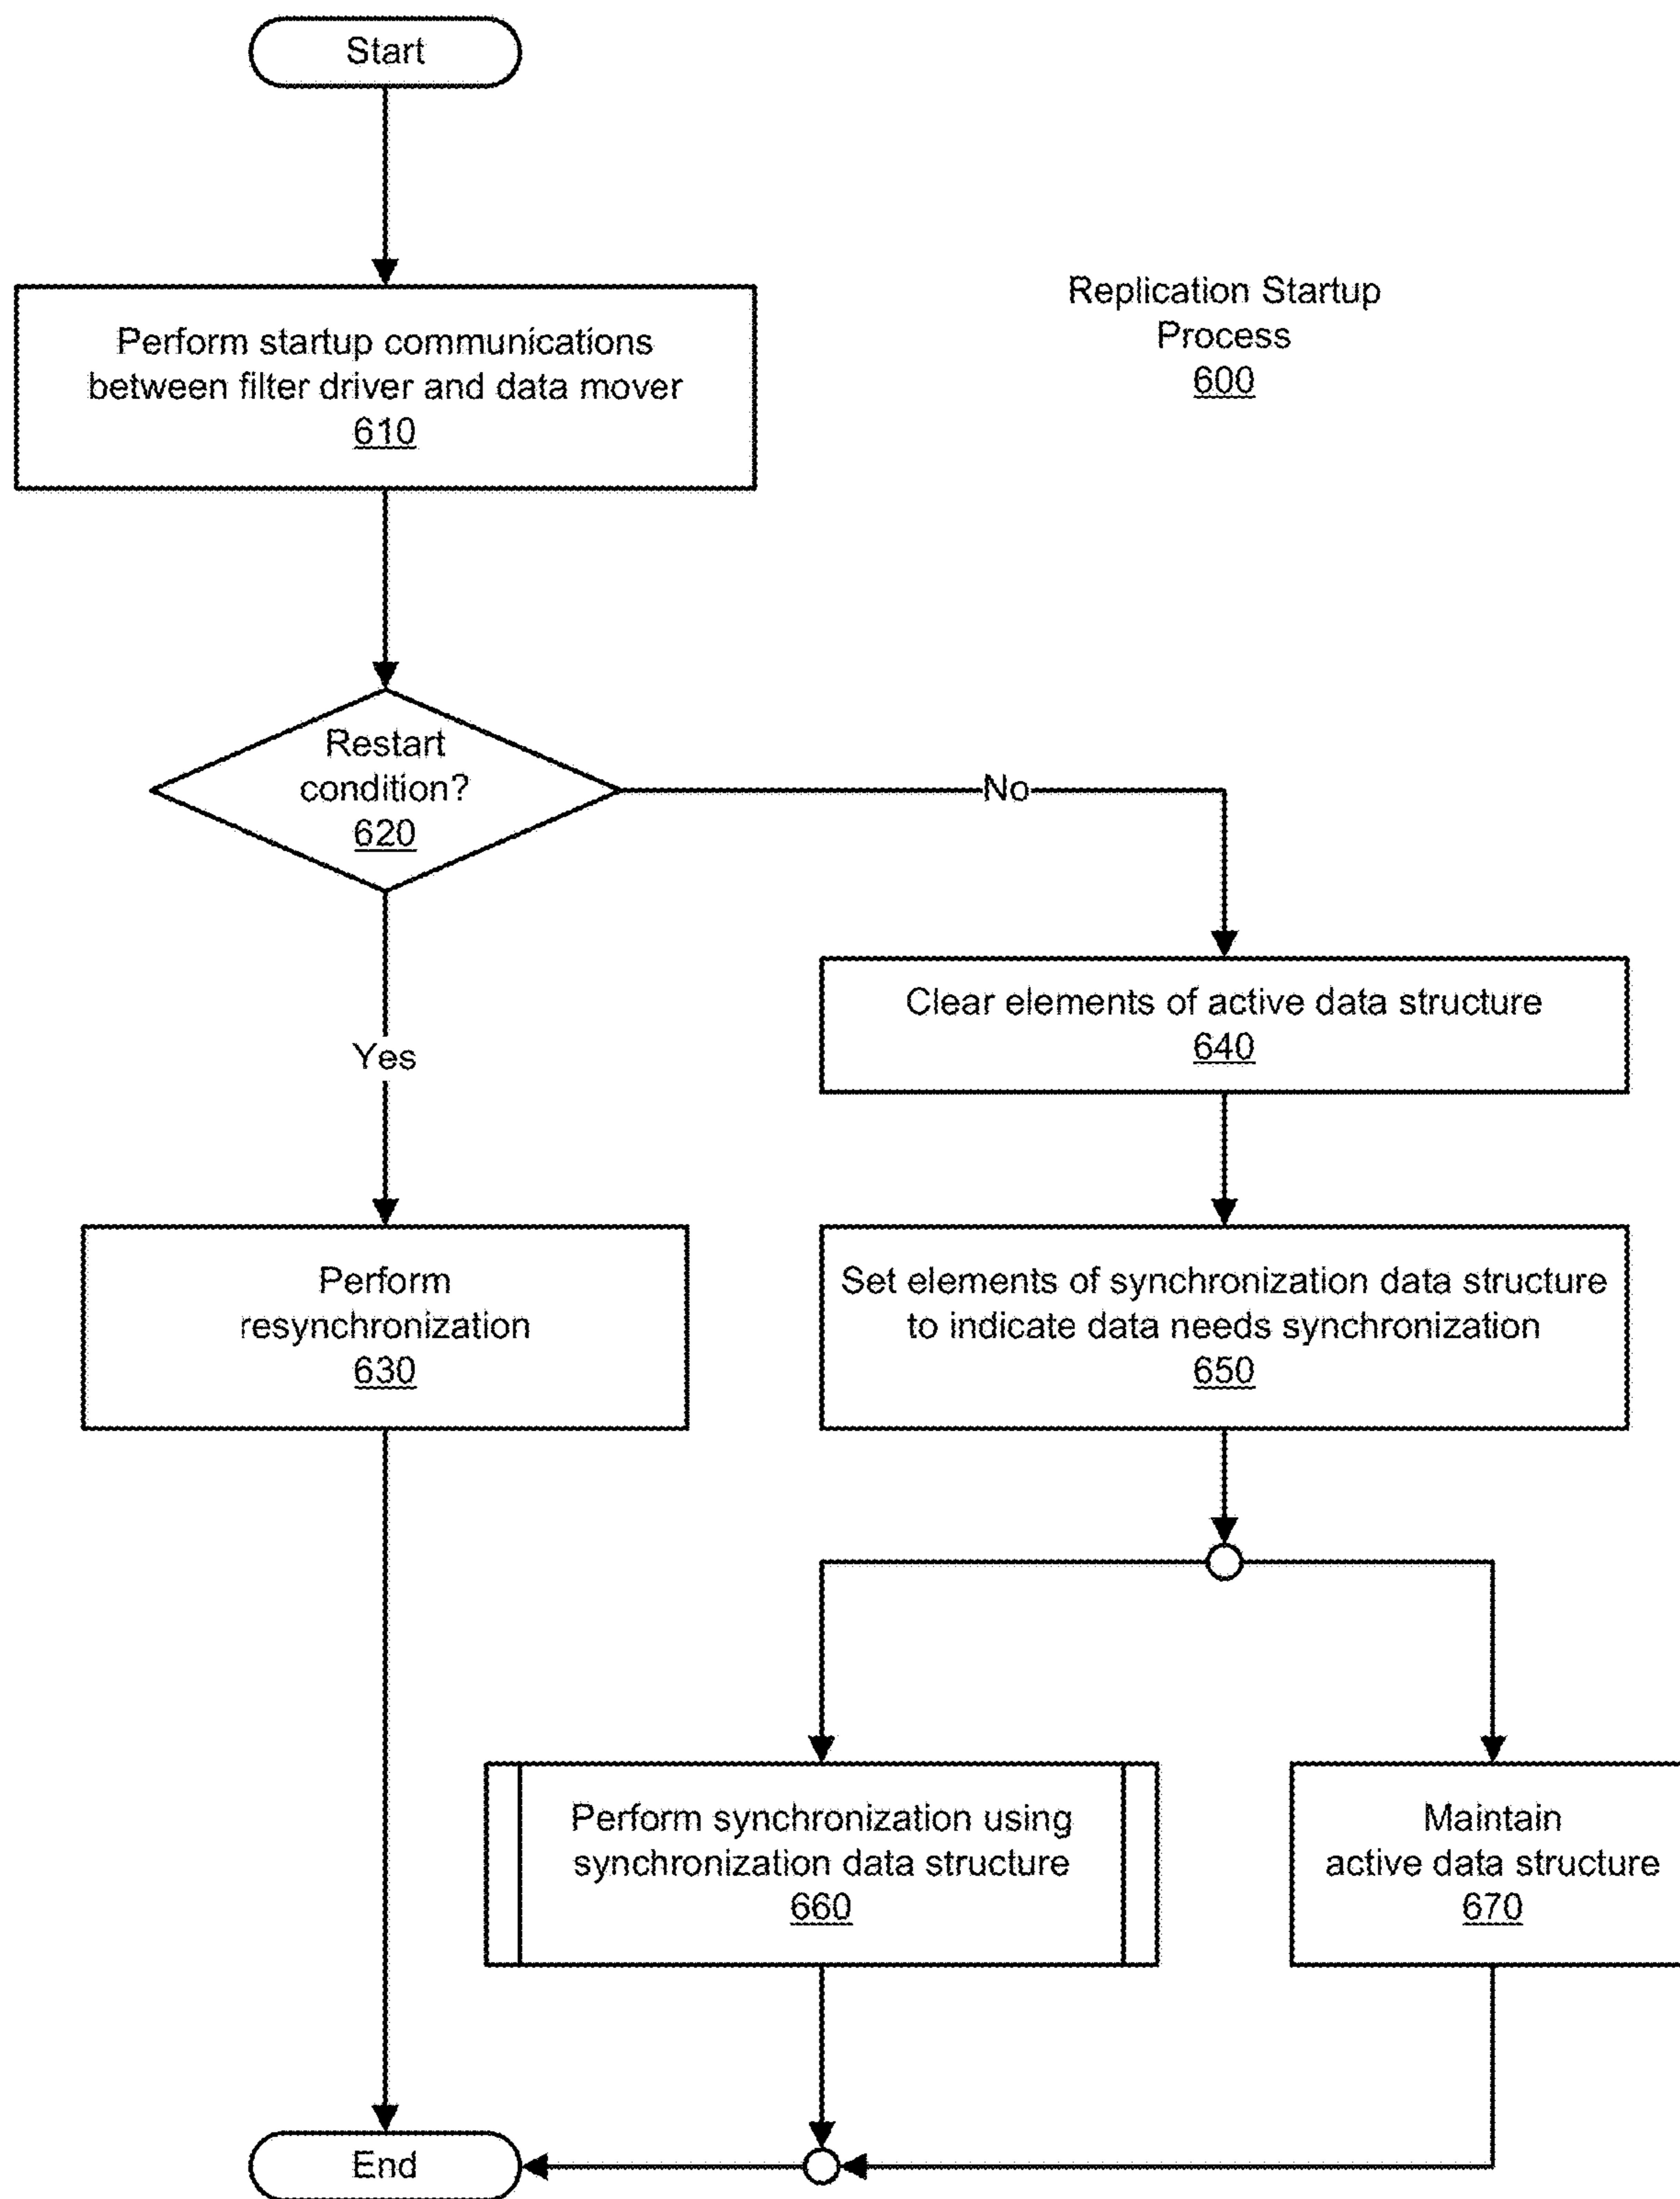 Start
Perform startup communications
between filter driver and data mover
610
Replication Startup
Process
600
Restart
condition?
620
No
Yes
Clear elements of active data structure
640
Perform
resynchronization
630
Set elements of synchronization data structure
to indicate data needs synchronization
650
Perform synchronization using
synchronization data structure
660
Maintain
active data structure
670
End